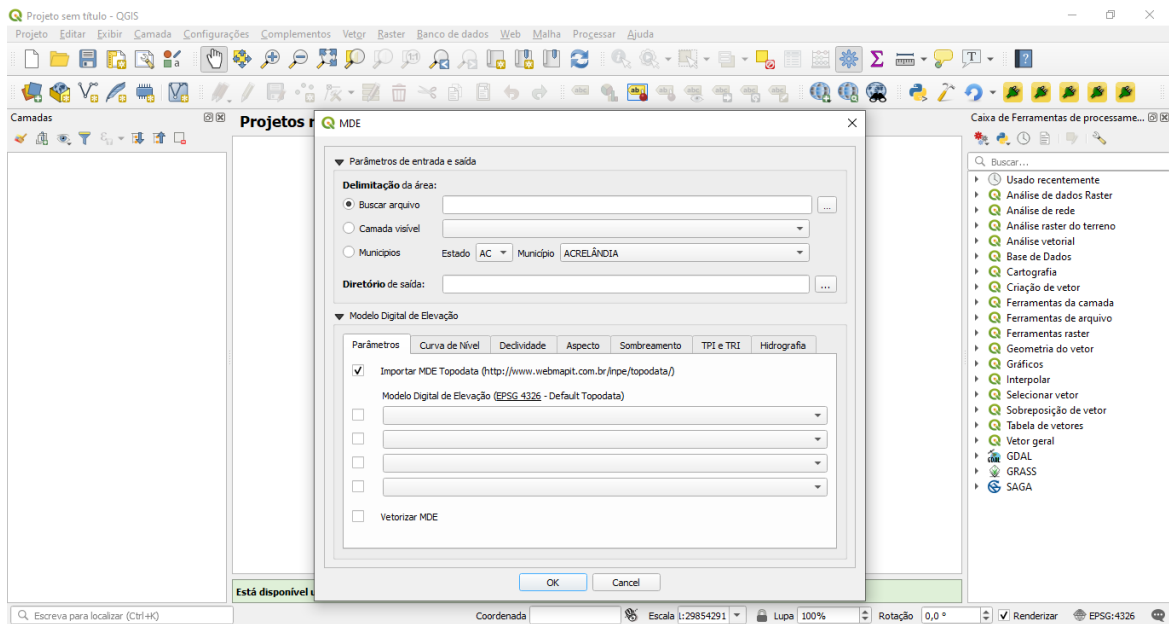 Projeto sem título - QGIS
Projeto Editar Exibir Camada Configurações Complementos Vetor Raster Banco de dados Web Malha Processar Ajuda
Camadas
Projetos r
Caixa de Ferramentas de processame...
MDE
Parâmetros de entrada e saída
Delimitação da área:
Buscar arquivo
...
Camada visível
Municipios Estado AC Município ACRELÂNDIA
Diretório de saída:
...
Modelo Digital de Elevação
Parâmetros Curva de Nível Declividade Aspecto Sombreamento TPI e TRI Hidrografia
Importar MDE Topodata (http://www.webmapit.com.br/inpe/topodata/)
Modelo Digital de Elevação (EPSG 4326 - Default Topodata)
Vetorizar MDE
OK Cancel
Está disponível u
Buscar...
Usado recentemente
Análise de dados Raster
Análise de rede
Análise raster do terreno
Análise vetorial
Base de Dados
Cartografia
Criação de vetor
Ferramentas da camada
Ferramentas de arquivo
Ferramentas raster
Geometria do vetor
Gráficos
Interpolar
Selecionar vetor
Sobreposição de vetor
Tabela de vetores
Vetor geral
GDAL
GRASS
SAGA
Escreva para localizar (Ctrl+K) Coordenada Escala 1:29854291 Lupa 100% Rotação 0,0 ° Renderizar EPSG:4326